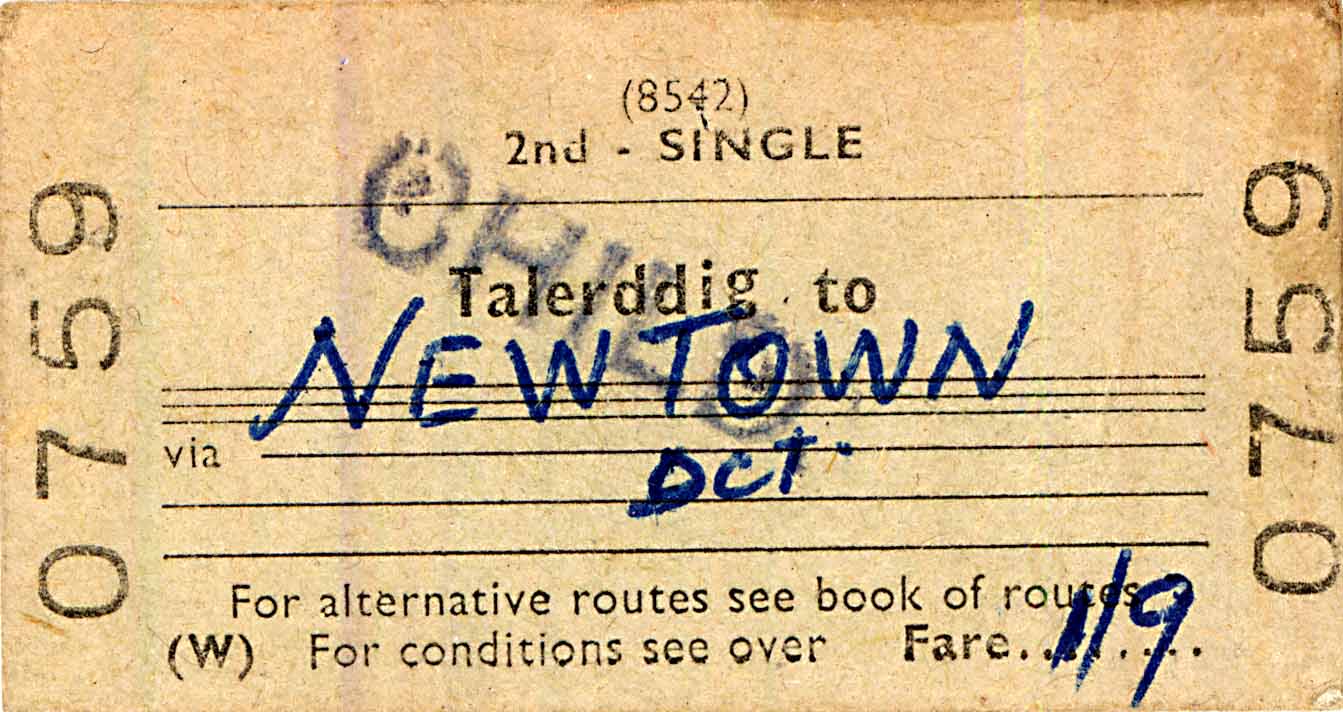 (8542)
2nd - SINGLE
CHILD
Talerddig to
NEWTOWN
via
OCT.
For alternative routes see book of routes
(W) For conditions see over Fare........ 1/9
0759
0759